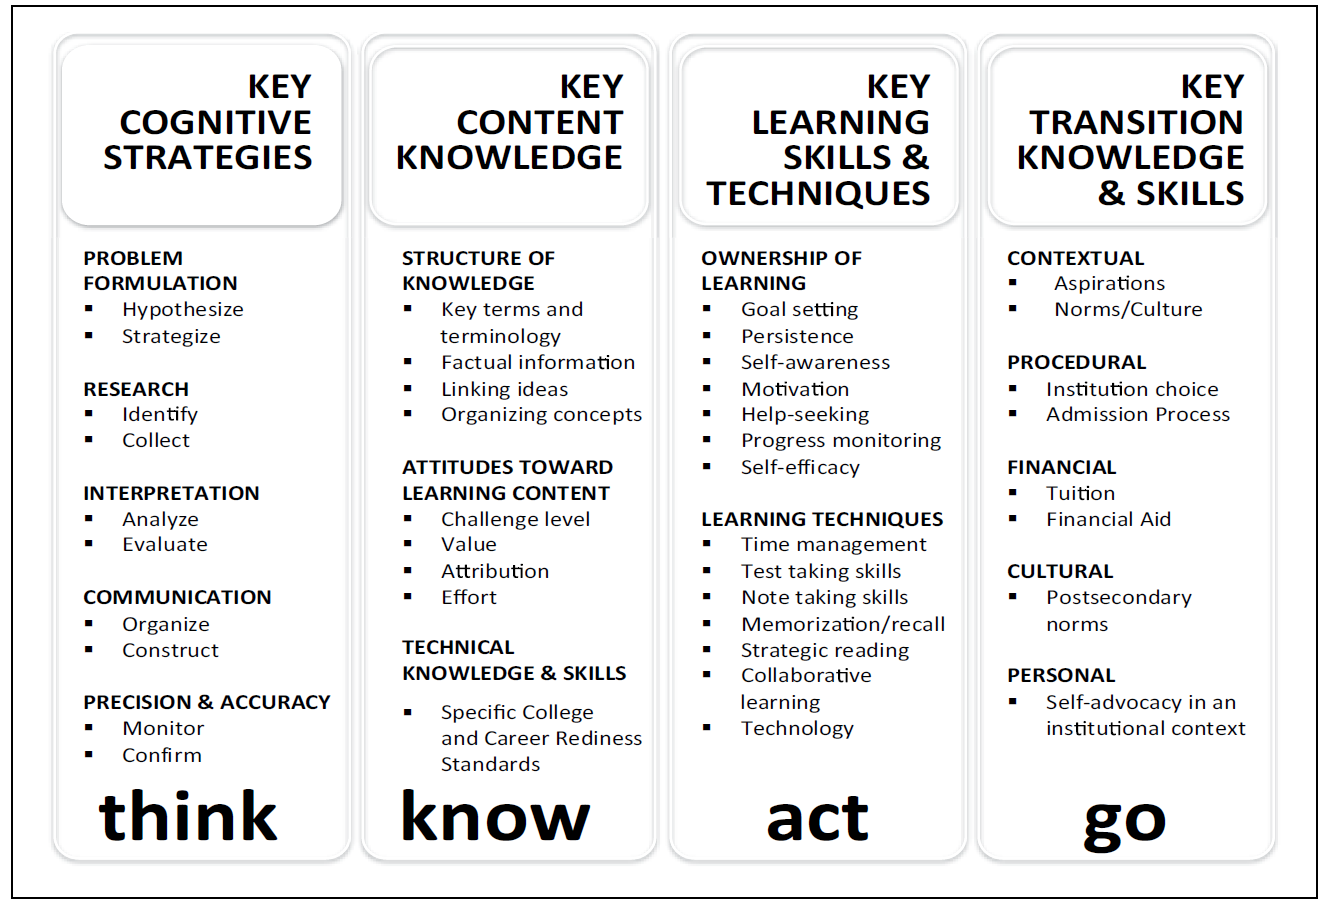 KEY
COGNITIVE
STRATEGIES
PROBLEM
FORMULATION
▪ Hypothesize
▪ Strategize
RESEARCH
▪ Identify
▪ Collect
INTERPRETATION
▪ Analyze
▪ Evaluate
COMMUNICATION
▪ Organize
▪ Construct
PRECISION & ACCURACY
▪ Monitor
▪ Confirm
think
KEY
CONTENT
KNOWLEDGE
STRUCTURE OF
KNOWLEDGE
▪ Key terms and
terminology
▪ Factual information
▪ Linking ideas
▪ Organizing concepts
ATTITUDES TOWARD
LEARNING CONTENT
▪ Challenge level
▪ Value
▪ Attribution
▪ Effort
TECHNICAL
KNOWLEDGE & SKILLS
▪ Specific College
and Career Rediness
Standards
know
KEY
LEARNING
SKILLS &
TECHNIQUES
OWNERSHIP OF
LEARNING
▪ Goal setting
▪ Persistence
▪ Self-awareness
▪ Motivation
▪ Help-seeking
▪ Progress monitoring
▪ Self-efficacy
LEARNING TECHNIQUES
▪ Time management
▪ Test taking skills
▪ Note taking skills
▪ Memorization/recall
▪ Strategic reading
▪ Collaborative
learning
▪ Technology
act
KEY
TRANSITION
KNOWLEDGE
& SKILLS
CONTEXTUAL
▪ Aspirations
▪ Norms/Culture
PROCEDURAL
▪ Institution choice
▪ Admission Process
FINANCIAL
▪ Tuition
▪ Financial Aid
CULTURAL
▪ Postsecondary
norms
PERSONAL
▪ Self-advocacy in an
institutional context
go